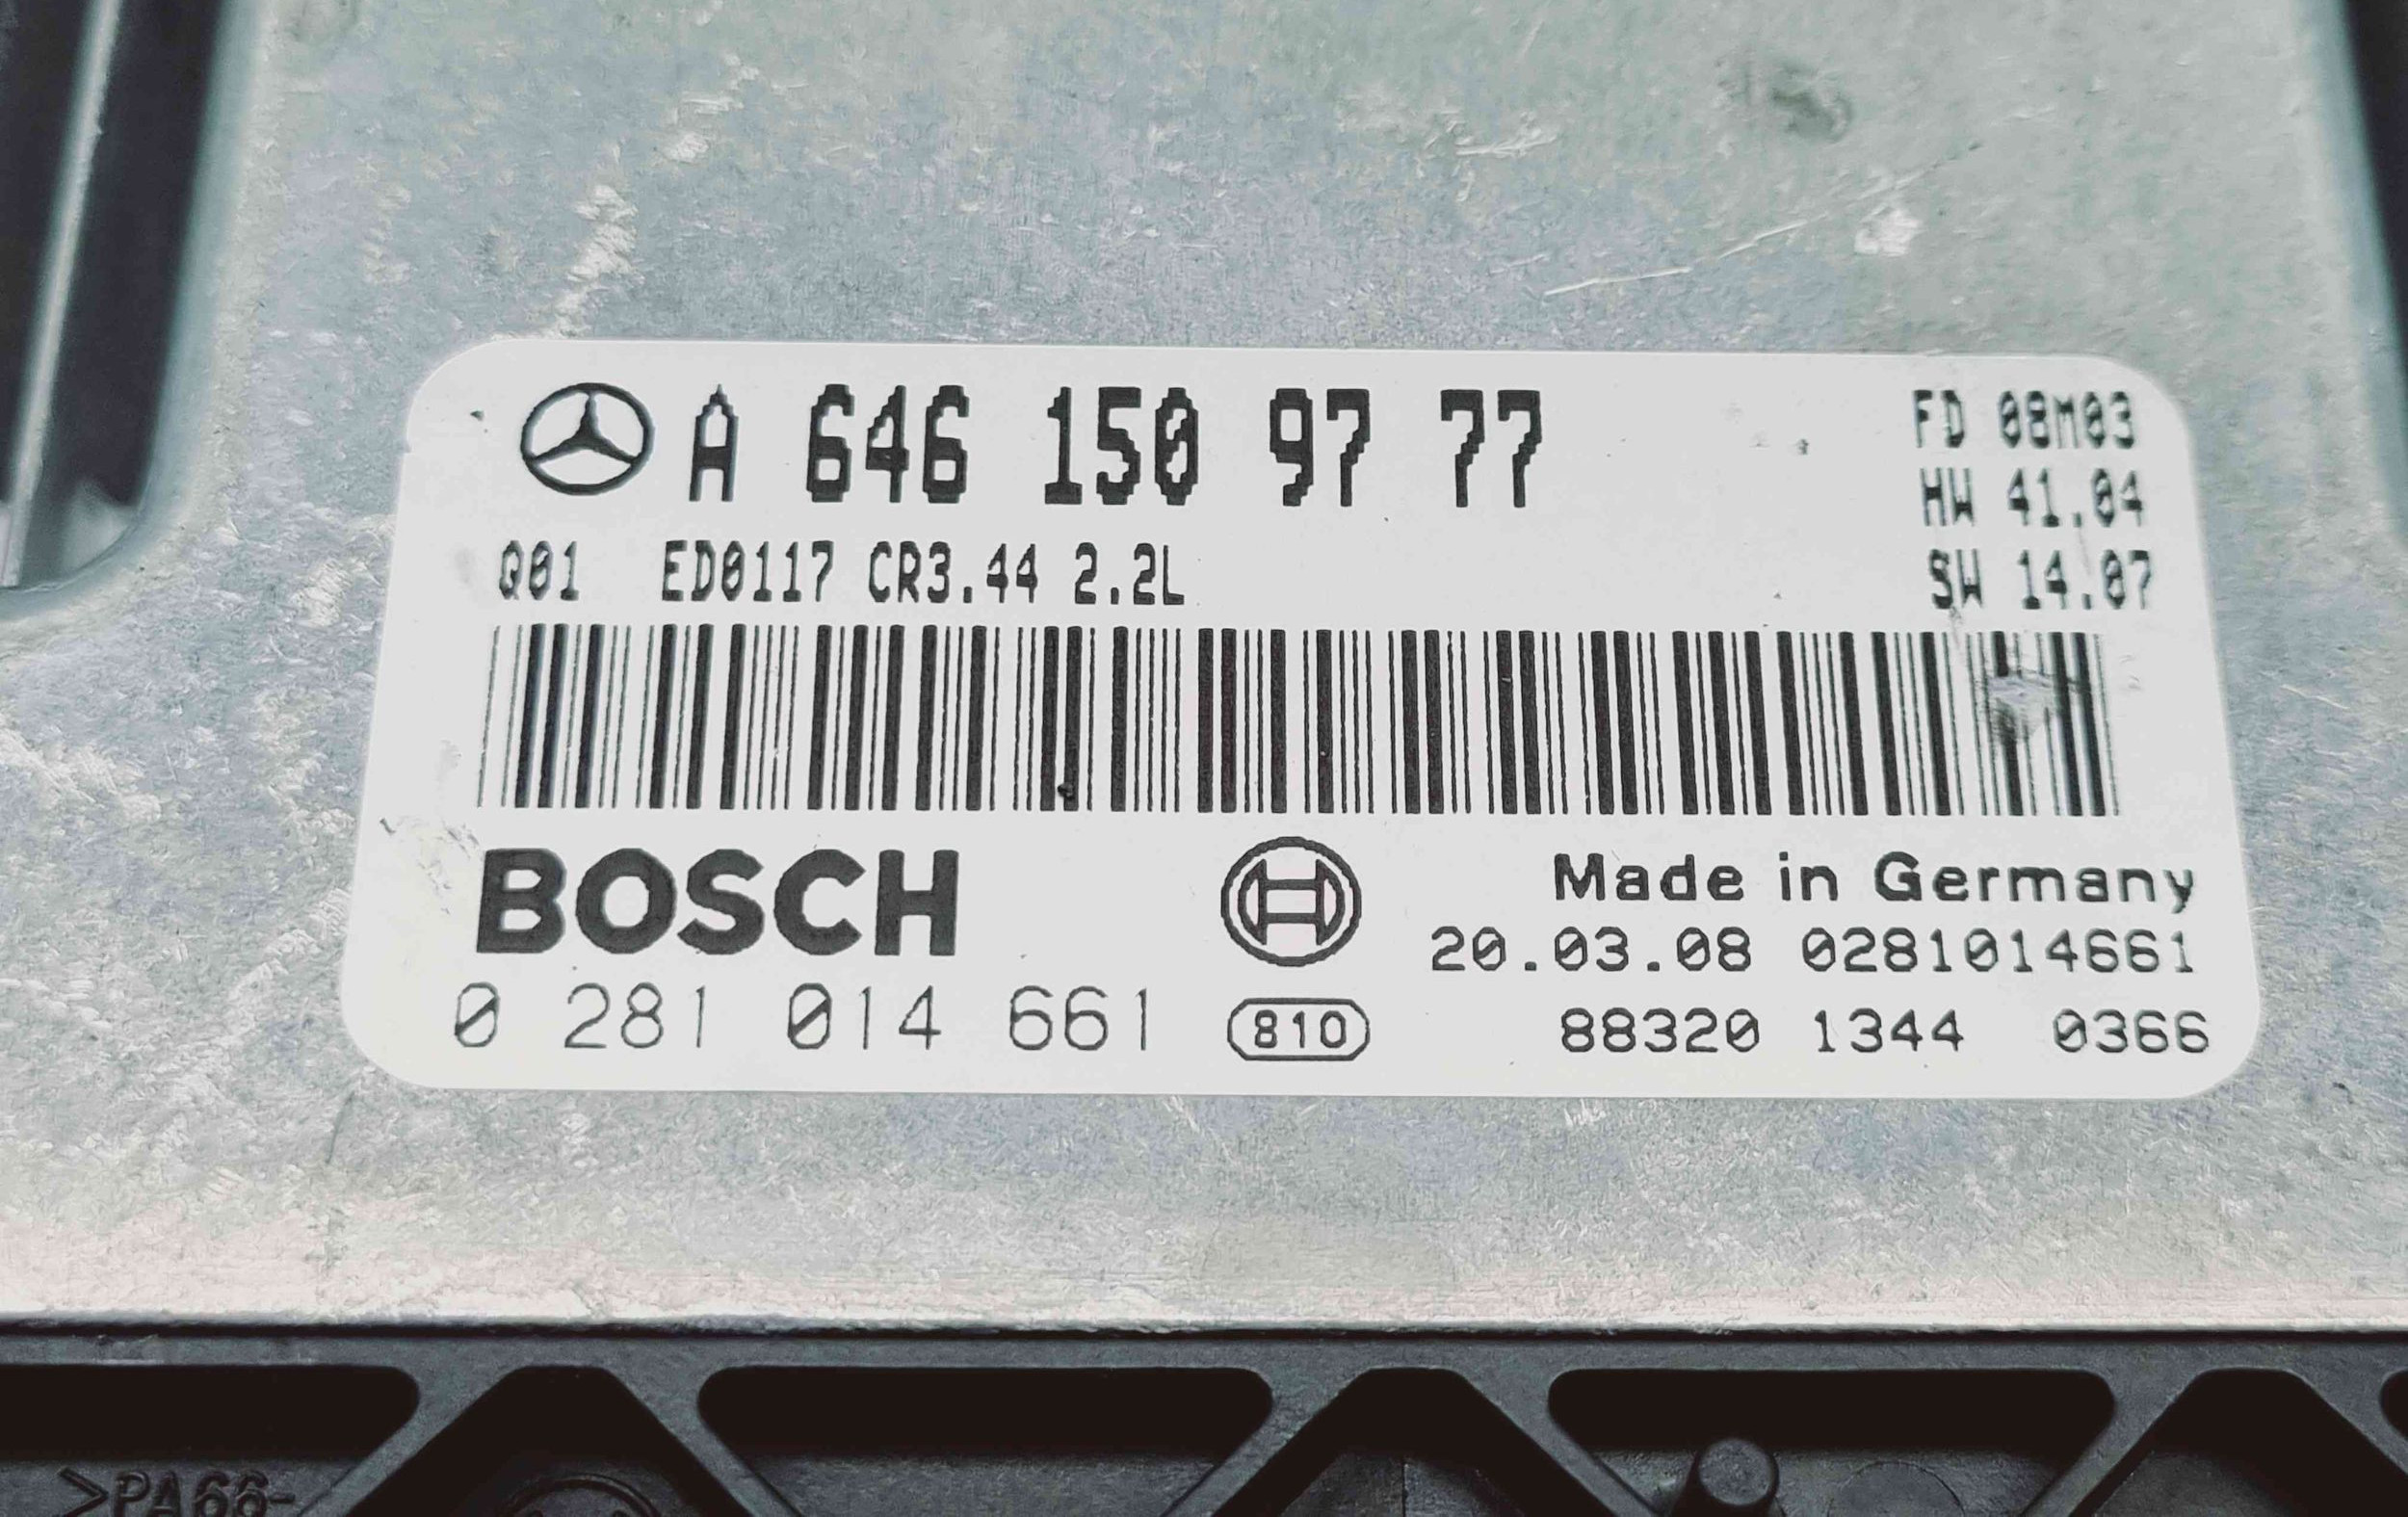 A 646 150 97 77
FD 08M03
HW 41.04
Q01 ED0117 CR3.44 2.2L
SW 14.07
BOSCH
Made in Germany
20.03.08 0281014661
0 281 014 661
810
88320 1344 0366
>PA66-